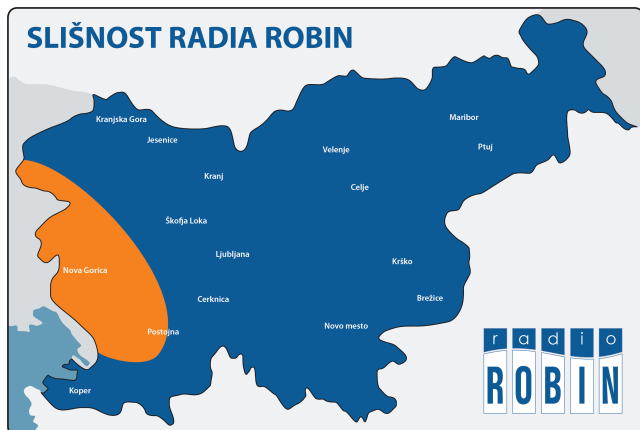 SLIŠNOST RADIA ROBIN
Kranjska Gora
Maribor
Jesenice
Velenje
Ptuj
Kranj
Celje
Škofja Loka
Ljubljana
Krško
Nova Gorica
Cerknica
Brežice
Novo mesto
Postojna
radio
ROBIN
Koper